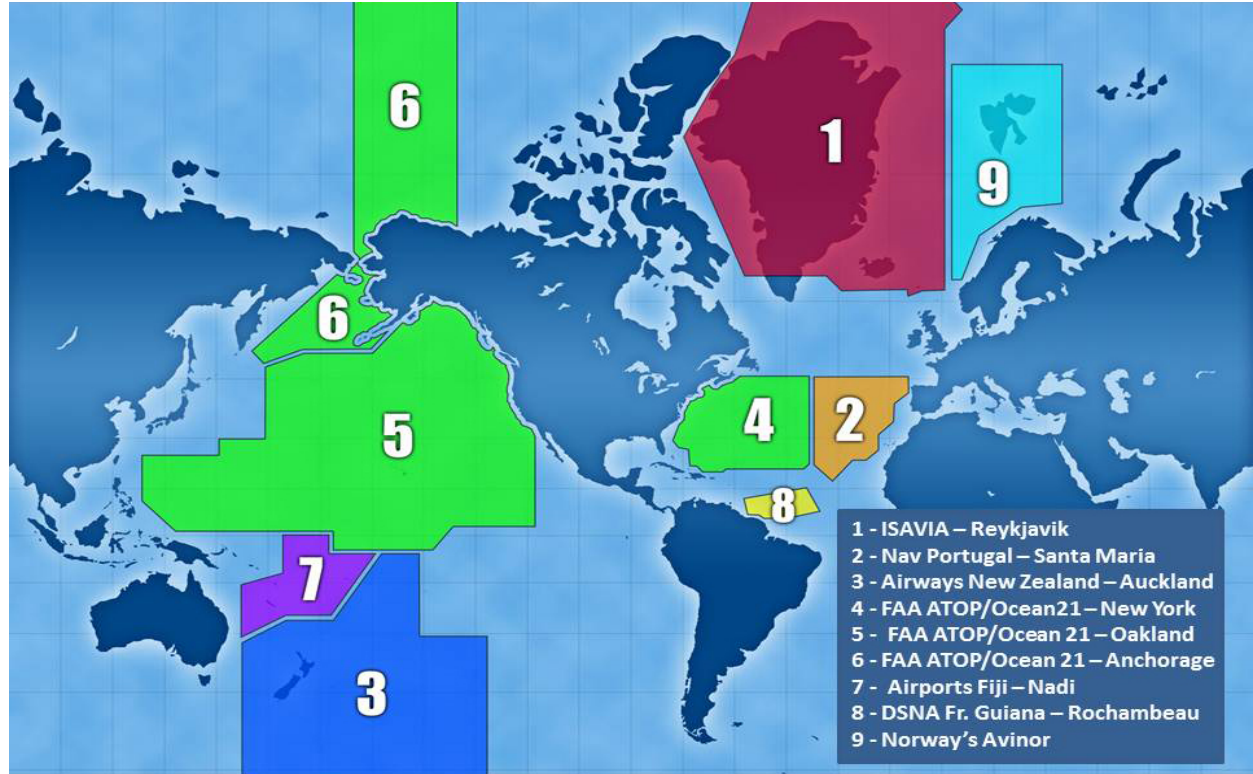 6
1
9
6
5
4
2
8
7
3
1 - ISAVIA – Reykjavik
2 - Nav Portugal – Santa Maria
3 - Airways New Zealand – Auckland
4 - FAA ATOP/Ocean21 – New York
5 - FAA ATOP/Ocean 21 – Oakland
6 - FAA ATOP/Ocean 21 – Anchorage
7 - Airports Fiji – Nadi
8 - DSNA Fr. Guiana – Rochambeau
9 - Norway's Avinor